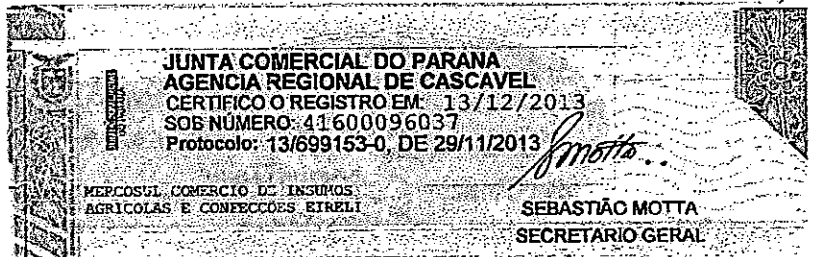 JUNTA COMERCIAL DO PARANA
AGENCIA REGIONAL DE CASCAVEL
CERTIFICO O REGISTRO EM: 13/12/2013
SOB NÚMERO: 41600096037
Protocolo: 13/699153-0, DE 29/11/2013
MERCOSUL COMERCIO DE INSUMOS
AGRICOLAS E CONFECCOES EIRELI
SEBASTIÃO MOTTA
SECRETARIO GERAL